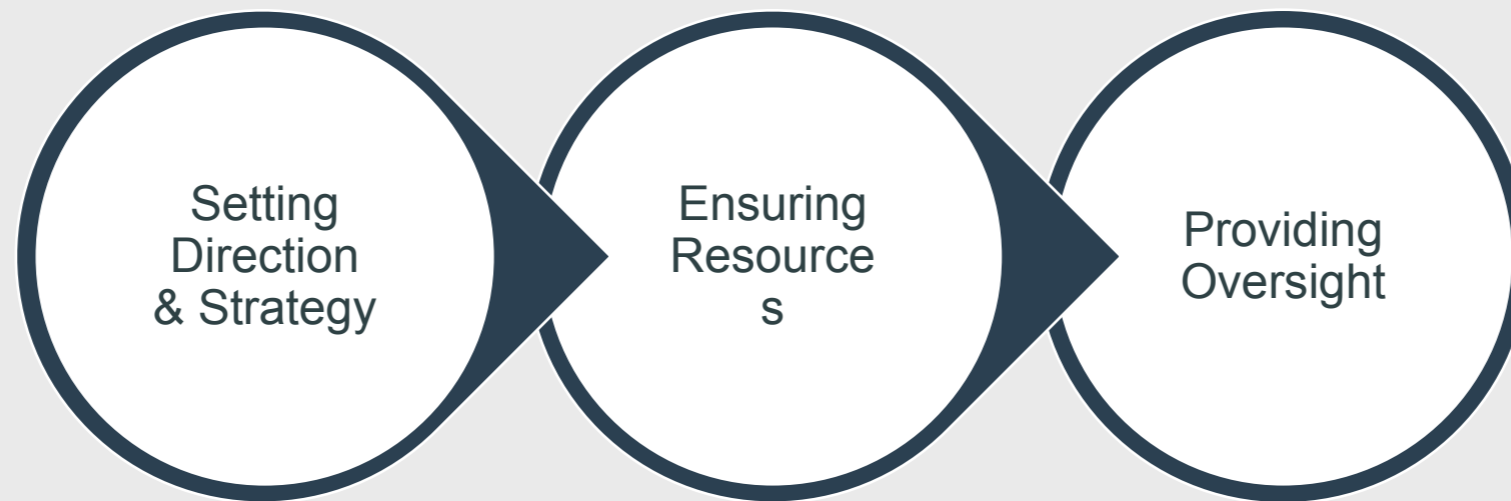 Setting
Direction
& Strategy
Ensuring
Resource
s
Providing
Oversight